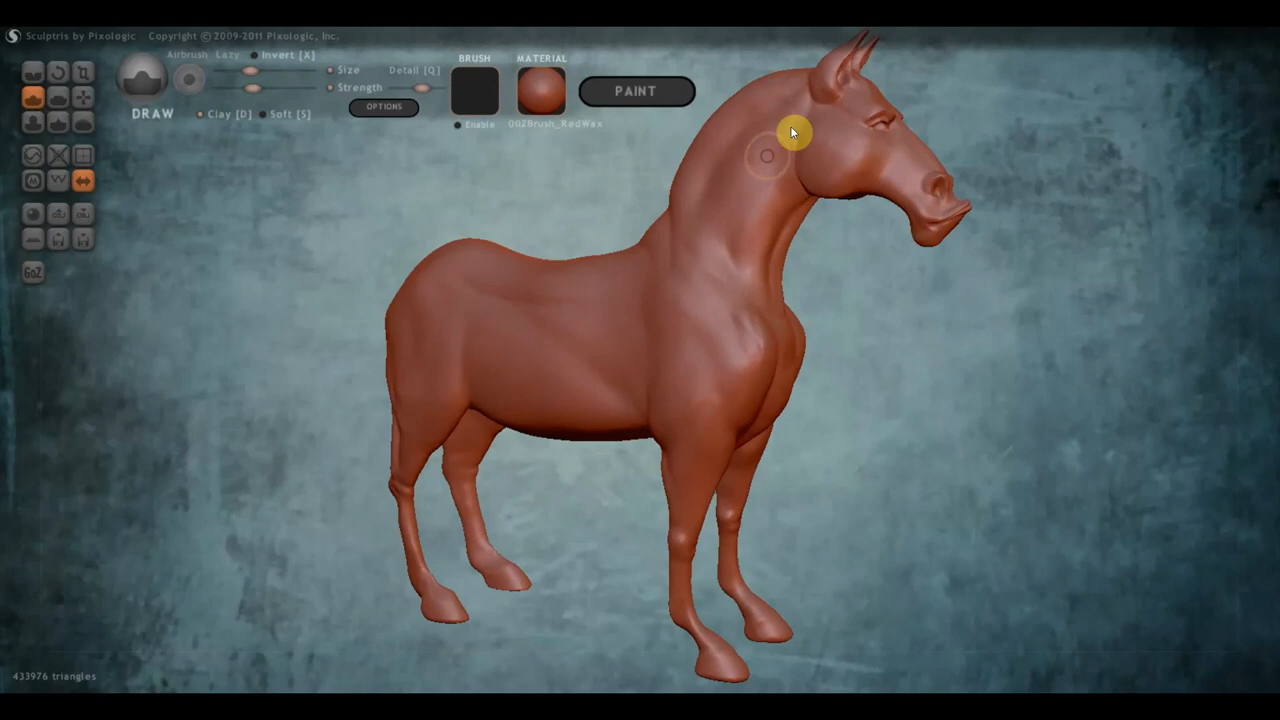 Sculptris by Pixologic Copyright ©2009-2011 Pixologic, Inc.
Airbrush Lazy Invert [X]
Size Detail [Q]
Strength
DRAW Clay [D] Soft [S]
OPTIONS
BRUSH
Enable
MATERIAL
00ZBrush_RedWax
PAINT
GoZ
433976 triangles